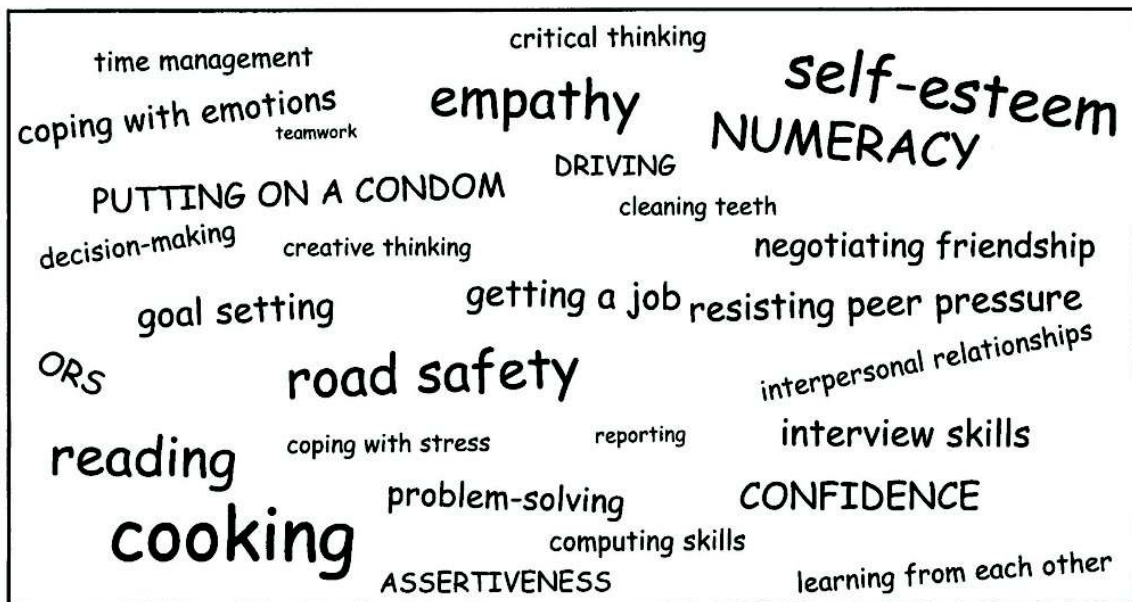 critical thinking
time management
self-esteem
empathy
coping with emotions
teamwork
NUMERACY
DRIVING
PUTTING ON A CONDOM
cleaning teeth
decision-making
creative thinking
negotiating friendship
goal setting
getting a job
resisting peer pressure
ORS
road safety
interpersonal relationships
reading
coping with stress
reporting
interview skills
problem-solving
CONFIDENCE
cooking
computing skills
ASSERTIVENESS
learning from each other